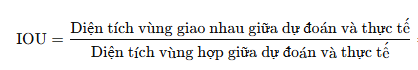 IOU = Diện tích vùng giao nhau giữa dự đoán và thực tế
Diện tích vùng hợp giữa dự đoán và thực tế